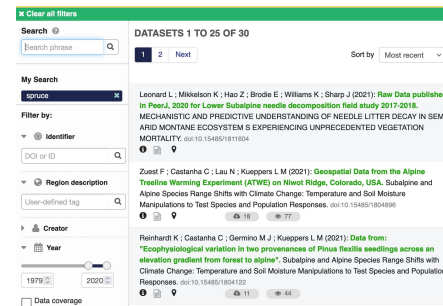 ✖ Clear all filters
Search
Search phrase
My Search
spruce ✖
Filter by:
Identifier
DOI or ID
Region description
User-defined tag
Creator
Year
1979 2020
Data coverage
DATASETS 1 TO 25 OF 30
1 2 Next Sort by Most recent
Leonard L ; Mikkelson K ; Hao Z ; Brodie E ; Williams K ; Sharp J (2021): Raw Data publishe
in PeerJ, 2020 for Lower Subalpine needle decomposition field study 2017-2018.
MECHANISTIC AND PREDICTIVE UNDERSTANDING OF NEEDLE LITTER DECAY IN SEM
ARID MONTANE ECOSYSTEM S EXPERIENCING UNPRECEDENTED VEGETATION
MORTALITY. doi:10.15485/1811604
Zuest F ; Castanha C ; Lau N ; Kueppers L M (2021): Geospatial Data from the Alpine
Treeline Warming Experiment (ATWE) on Niwot Ridge, Colorado, USA. Subalpine and
Alpine Species Range Shifts with Climate Change: Temperature and Soil Moisture
Manipulations to Test Species and Population Responses. doi:10.15485/1804896
18 77
Reinhardt K ; Castanha C ; Germino M J ; Kueppers L M (2021): Data from:
"Ecophysiological variation in two provenances of Pinus flexilis seedlings across an
elevation gradient from forest to alpine". Subalpine and Alpine Species Range Shifts with
Climate Change: Temperature and Soil Moisture Manipulations to Test Species and Population
Responses. doi:10.15485/1804122
11 44